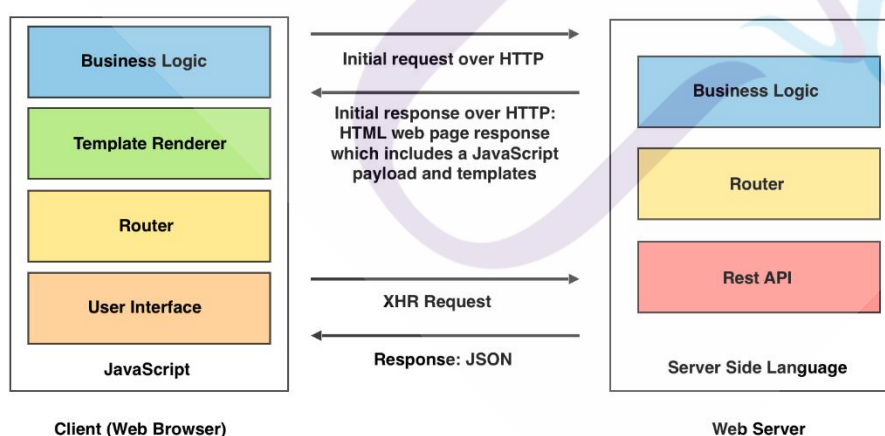 Business Logic
Template Renderer
Router
User Interface
JavaScript
Client (Web Browser)
Initial request over HTTP
Initial response over HTTP:
HTML web page response
which includes a JavaScript
payload and templates
XHR Request
Response: JSON
Business Logic
Router
Rest API
Server Side Language
Web Server